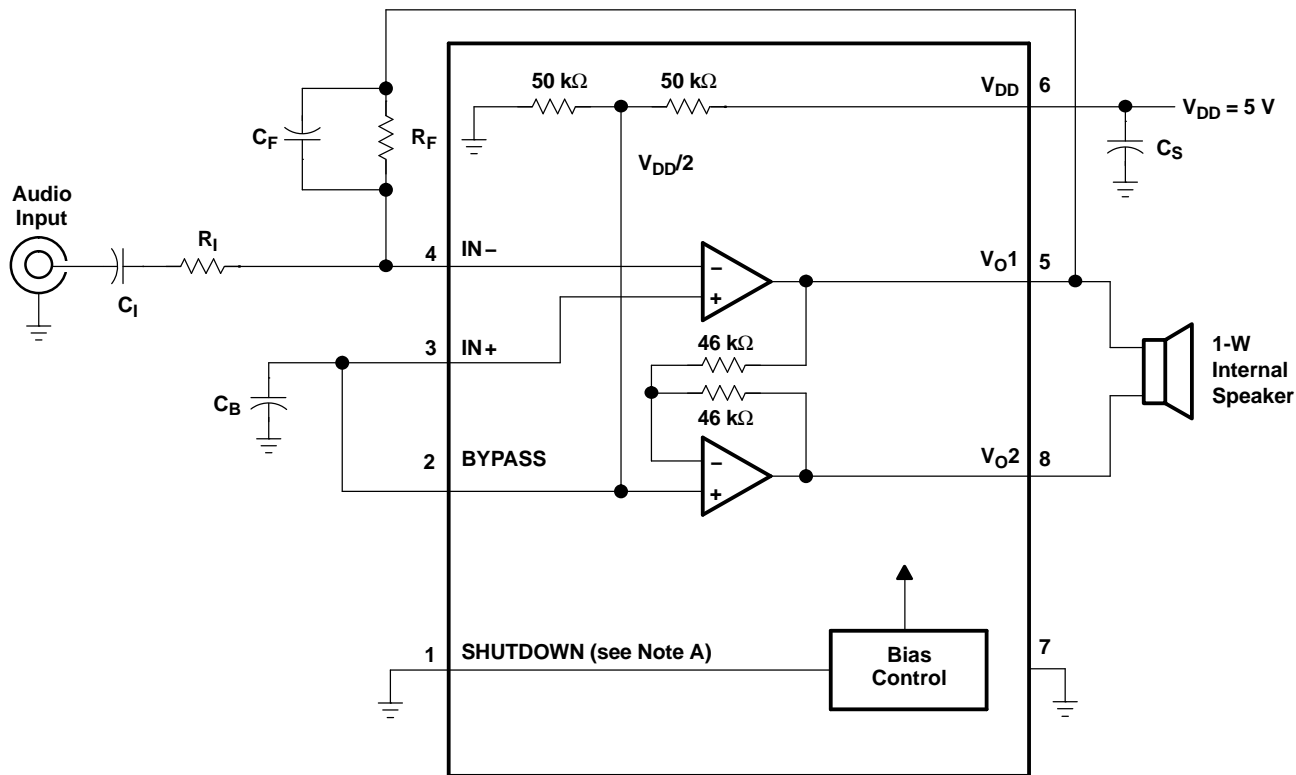 50 kΩ
50 kΩ
V_DD
6
V_DD = 5 V
C_F
R_F
C_S
V_DD/2
Audio
Input
R_I
4
IN−
V_O1
5
C_I
−
+
3
IN+
46 kΩ
1-W
Internal
Speaker
C_B
46 kΩ
2
BYPASS
V_O2
8
−
+
1
SHUTDOWN (see Note A)
Bias
Control
7